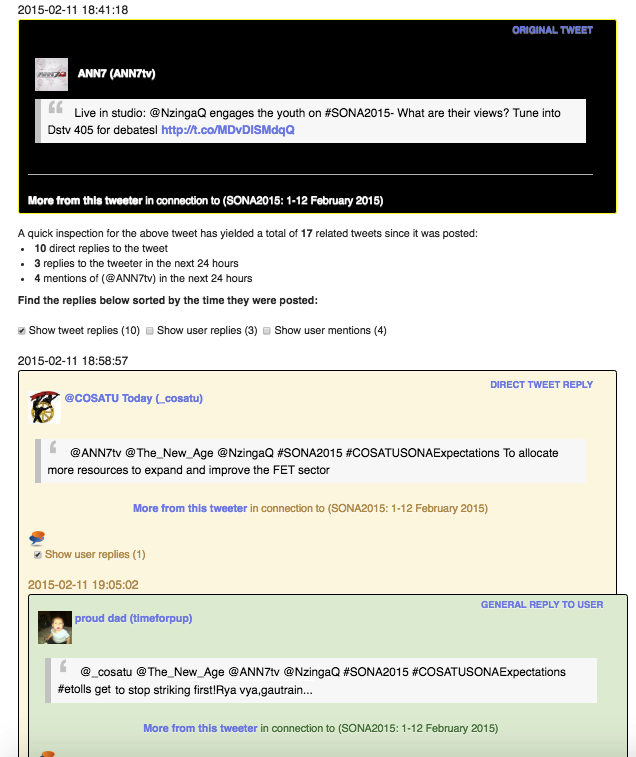 2015-02-11 18:41:18
ORIGINAL TWEET
ANN7 (ANN7tv)
Live in studio: @NzingaQ engages the youth on #SONA2015- What are their views? Tune into
Dstv 405 for debates! http://t.co/MDvDlSMdqQ
More from this tweeter in connection to (SONA2015: 1-12 February 2015)
A quick inspection for the above tweet has yielded a total of 17 related tweets since it was posted:
• 10 direct replies to the tweet
• 3 replies to the tweeter in the next 24 hours
• 4 mentions of (@ANN7tv) in the next 24 hours
Find the replies below sorted by the time they were posted:
Show tweet replies (10) Show user replies (3) Show user mentions (4)
2015-02-11 18:58:57
DIRECT TWEET REPLY
@COSATU Today (_cosatu)
@ANN7tv @The_New_Age @NzingaQ #SONA2015 #COSATUSONAExpectations To allocate
more resources to expand and improve the FET sector
More from this tweeter in connection to (SONA2015: 1-12 February 2015)
Show user replies (1)
2015-02-11 19:05:02
GENERAL REPLY TO USER
proud dad (timeforpup)
@_cosatu @The_New_Age @ANN7tv @NzingaQ #SONA2015 #COSATUSONAExpectations
#etolls get to stop striking first!Rya vya,gautrain...
More from this tweeter in connection to (SONA2015: 1-12 February 2015)